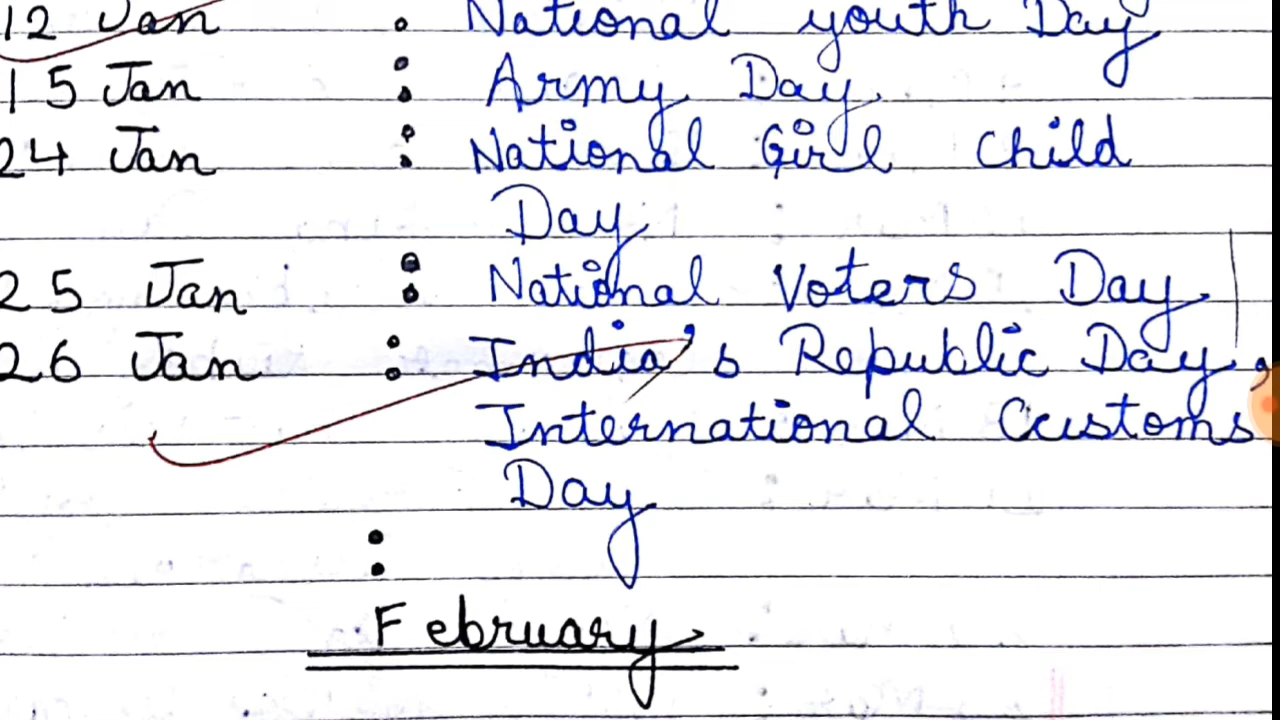 12 Jan : National youth Day
15 Jan : Army Day
24 Jan : National Girl Child
Day
25 Jan : National Voters Day
26 Jan : India's Republic Day,
International Customs
Day
:
February